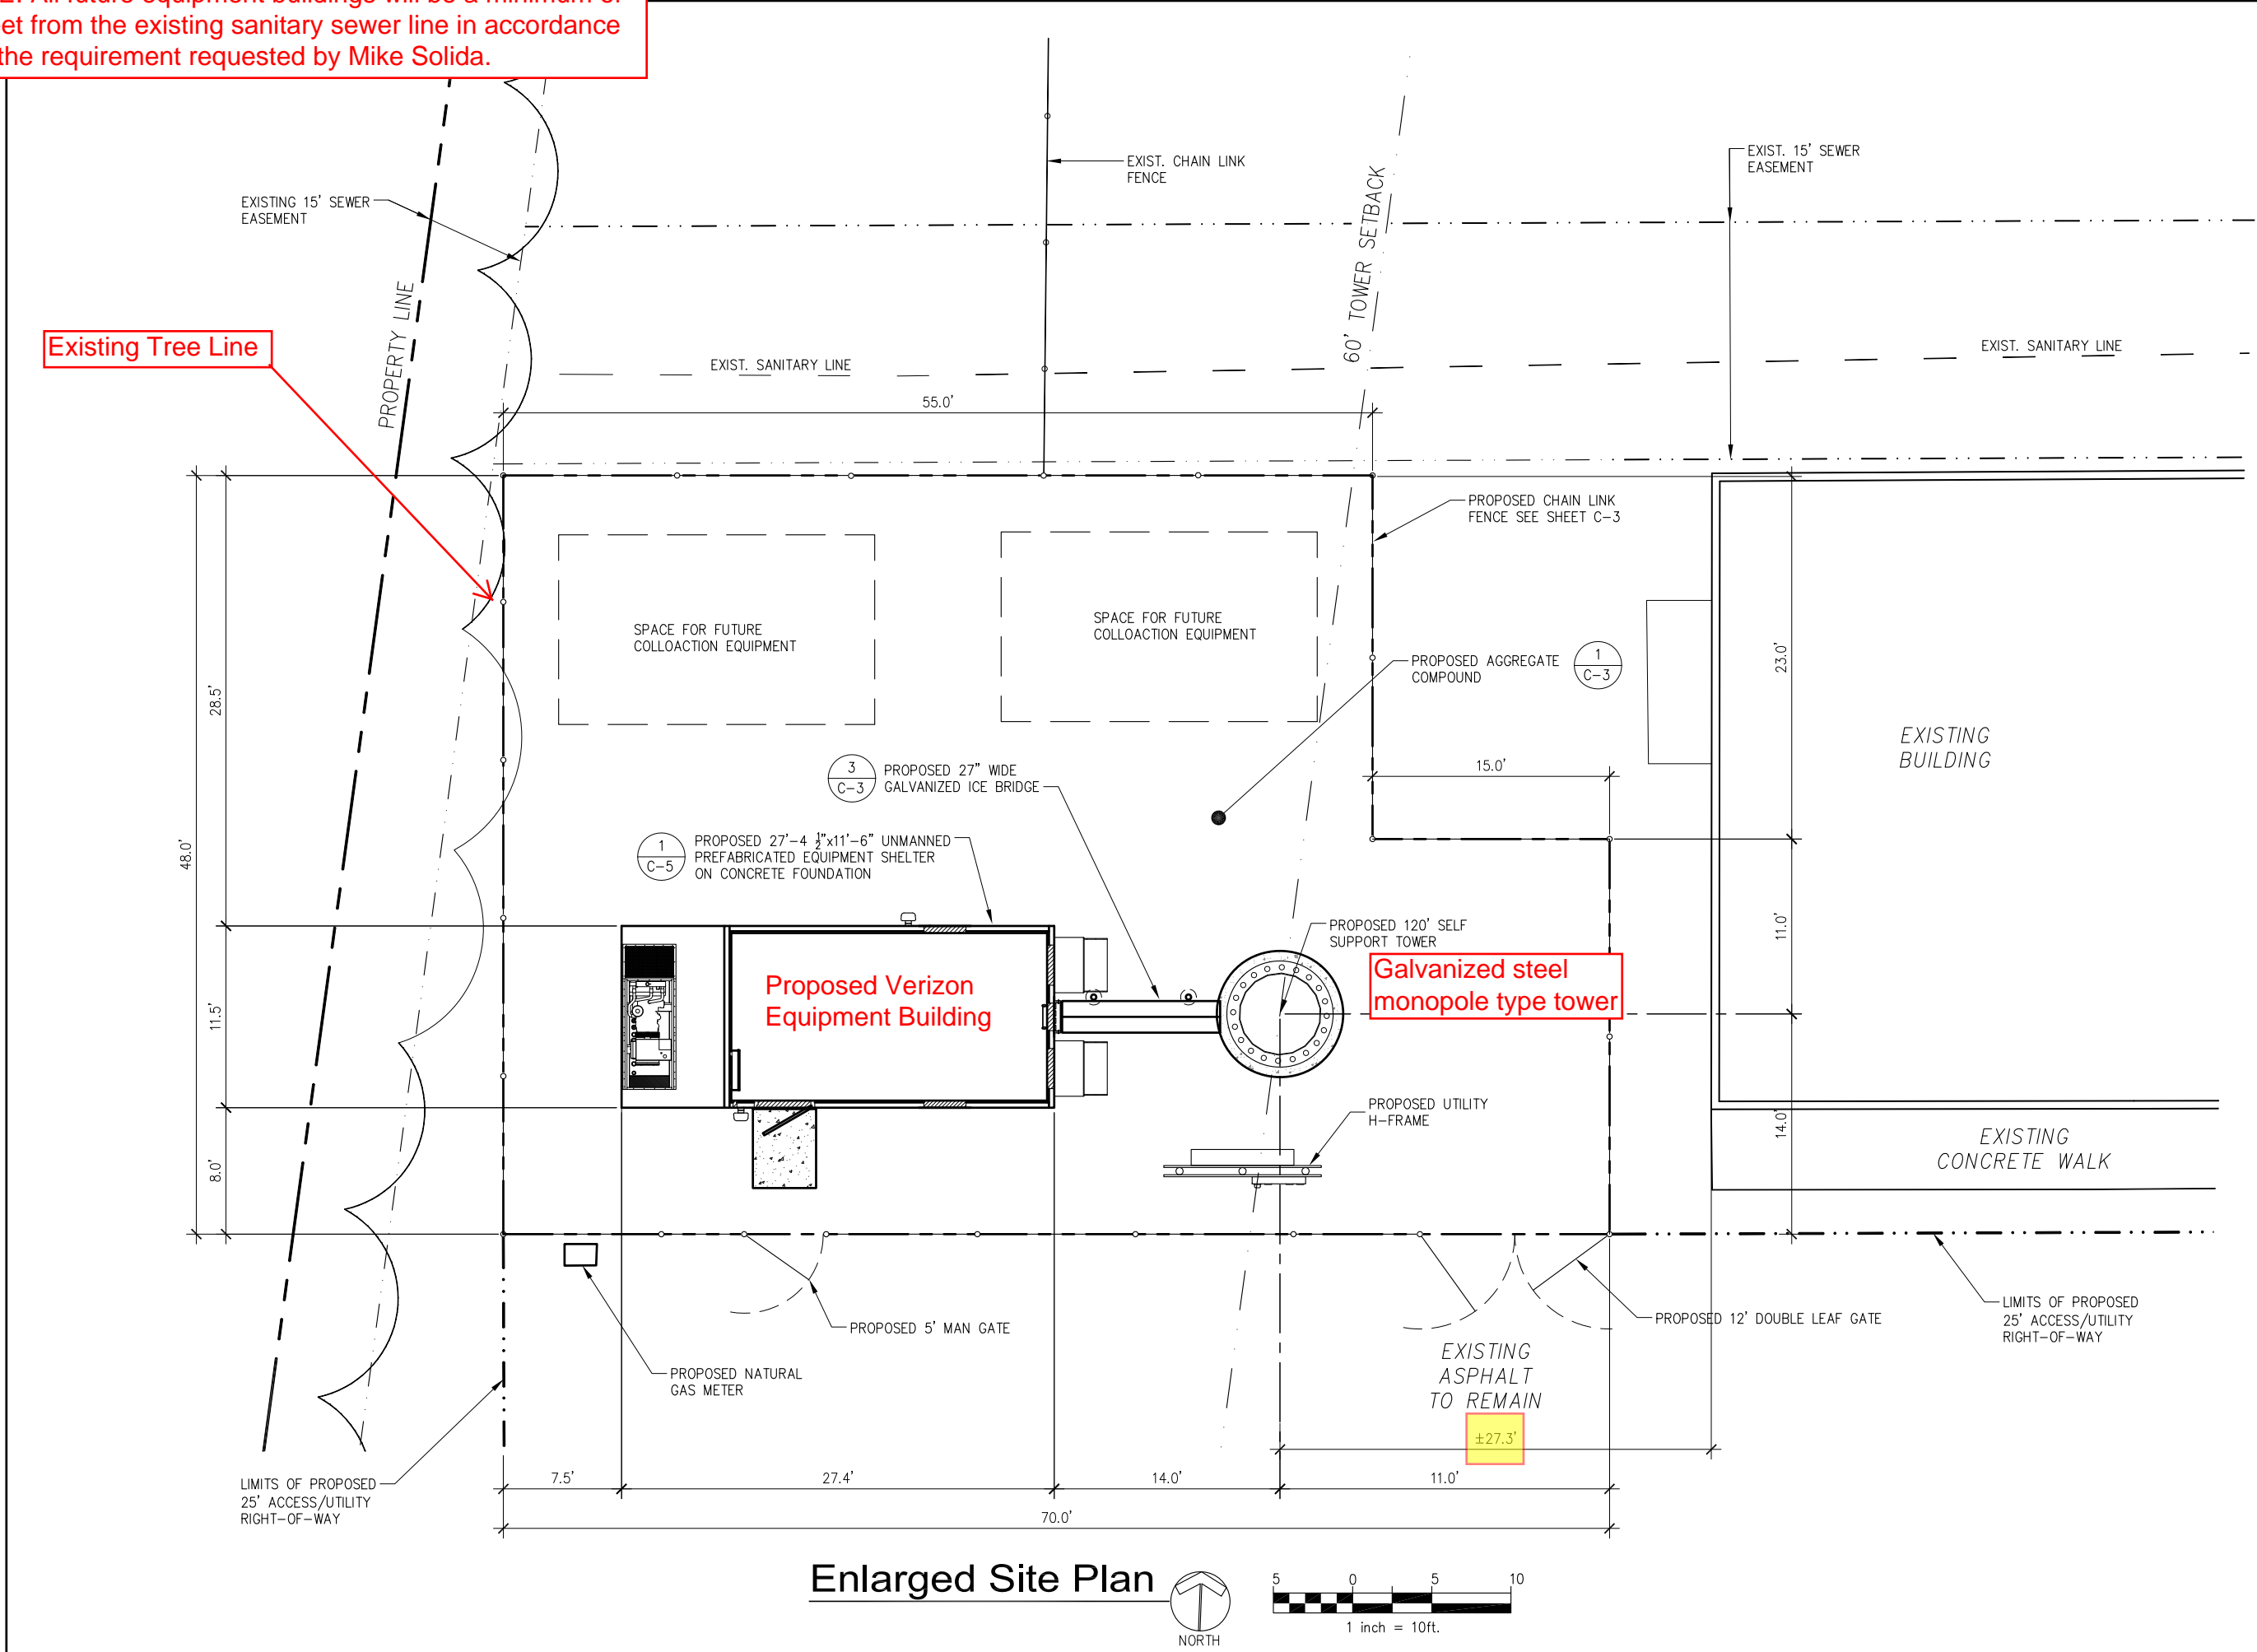 All future equipment buildings will be a minimum of
from the existing sanitary sewer line in accordance
the requirement requested by Mike Solida.
EXISTING 15' SEWER
EASEMENT
EXIST. CHAIN LINK
FENCE
EXIST. 15' SEWER
EASEMENT
PROPERTY LINE
60' TOWER SETBACK
Existing Tree Line
EXIST. SANITARY LINE
EXIST. SANITARY LINE
55.0'
PROPOSED CHAIN LINK
FENCE SEE SHEET C-3
SPACE FOR FUTURE
COLLOACTION EQUIPMENT
SPACE FOR FUTURE
COLLOACTION EQUIPMENT
PROPOSED AGGREGATE
COMPOUND
1
C-3
23.0'
28.5'
48.0'
EXISTING
BUILDING
15.0'
3
C-3
PROPOSED 27" WIDE
GALVANIZED ICE BRIDGE
1
C-5
PROPOSED 27'-4 ½"x11'-6" UNMANNED
PREFABRICATED EQUIPMENT SHELTER
ON CONCRETE FOUNDATION
PROPOSED 120' SELF
SUPPORT TOWER
11.0'
Galvanized steel
monopole type tower
Proposed Verizon
Equipment Building
11.5'
PROPOSED UTILITY
H-FRAME
14.0'
EXISTING
CONCRETE WALK
8.0'
PROPOSED 5' MAN GATE
PROPOSED 12' DOUBLE LEAF GATE
LIMITS OF PROPOSED
25' ACCESS/UTILITY
RIGHT-OF-WAY
PROPOSED NATURAL
GAS METER
EXISTING
ASPHALT
TO REMAIN
±27.3'
LIMITS OF PROPOSED
25' ACCESS/UTILITY
RIGHT-OF-WAY
7.5'
27.4'
14.0'
11.0'
70.0'
Enlarged Site Plan
NORTH
5 0 5 10
1 inch = 10ft.